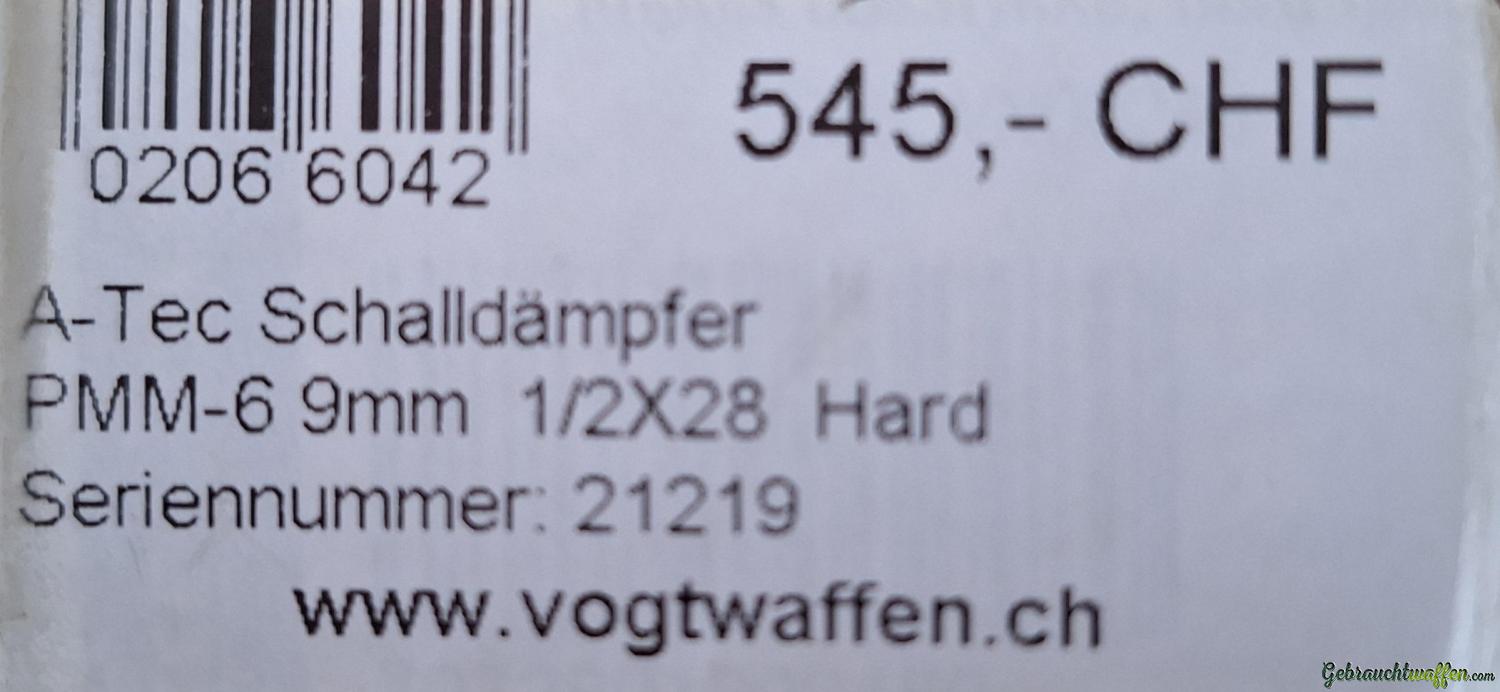 545,- CHF
0206 6042
A-Tec Schalldämpfer
PMM-6 9mm 1/2X28 Hard
Seriennummer: 21219
www.vogtwaffen.ch
Gebrauchtwaffen.com